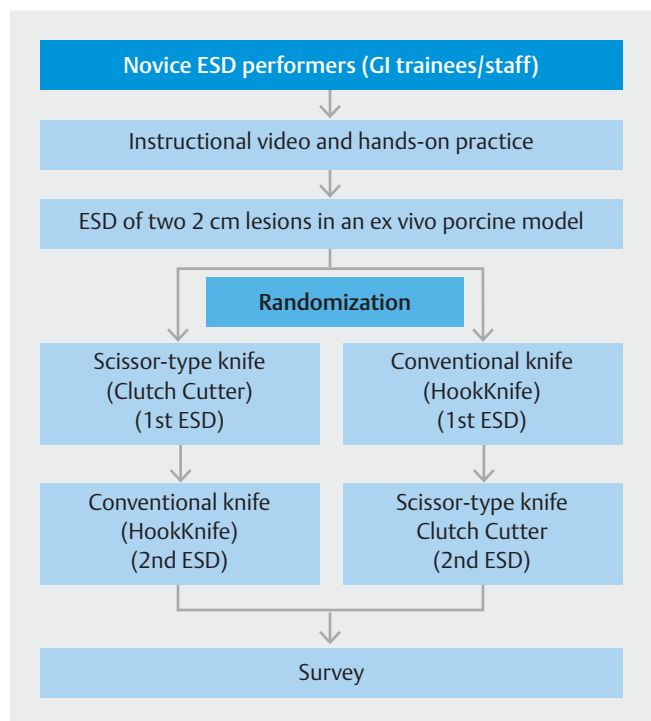 Novice ESD performers (GI trainees/staff)
Instructional video and hands-on practice
ESD of two 2 cm lesions in an ex vivo porcine model
Randomization
Scissor-type knife
(Clutch Cutter)
(1st ESD)
Conventional knife
(HookKnife)
(1st ESD)
Conventional knife
(HookKnife)
(2nd ESD)
Scissor-type knife
Clutch Cutter
(2nd ESD)
Survey